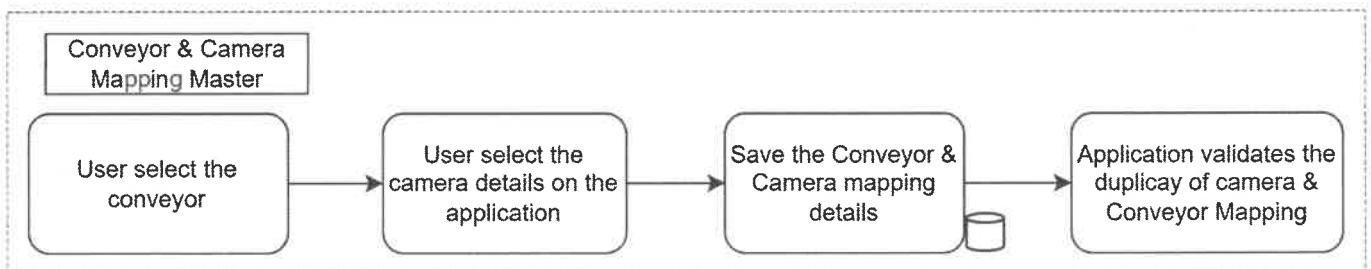 Conveyor & Camera
Mapping Master
User select the
conveyor
User select the
camera details on the
application
Save the Conveyor &
Camera mapping
details
Application validates the
duplicay of camera &
Conveyor Mapping